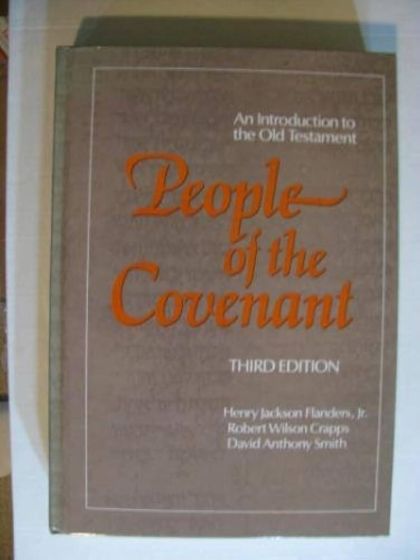 An Introduction to
the Old Testament
People
of the
Covenant
THIRD EDITION
Henry Jackson Flanders, Jr.
Robert Wilson Crapps
David Anthony Smith